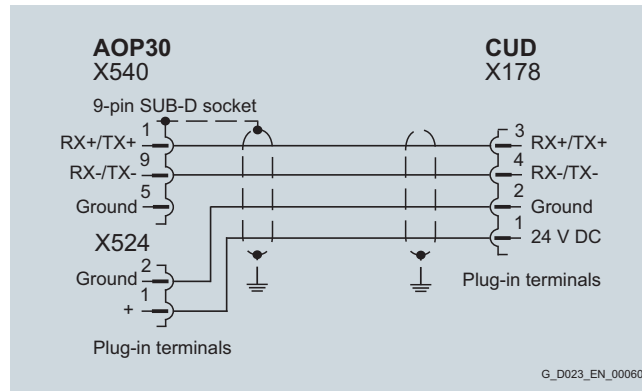 AOP30
X540
9-pin SUB-D socket
1
RX+/TX+
9
RX-/TX-
5
Ground
X524
2
Ground
1
+
Plug-in terminals
CUD
X178
3
RX+/TX+
4
RX-/TX-
2
Ground
1
24 V DC
Plug-in terminals
G_D023_EN_00060